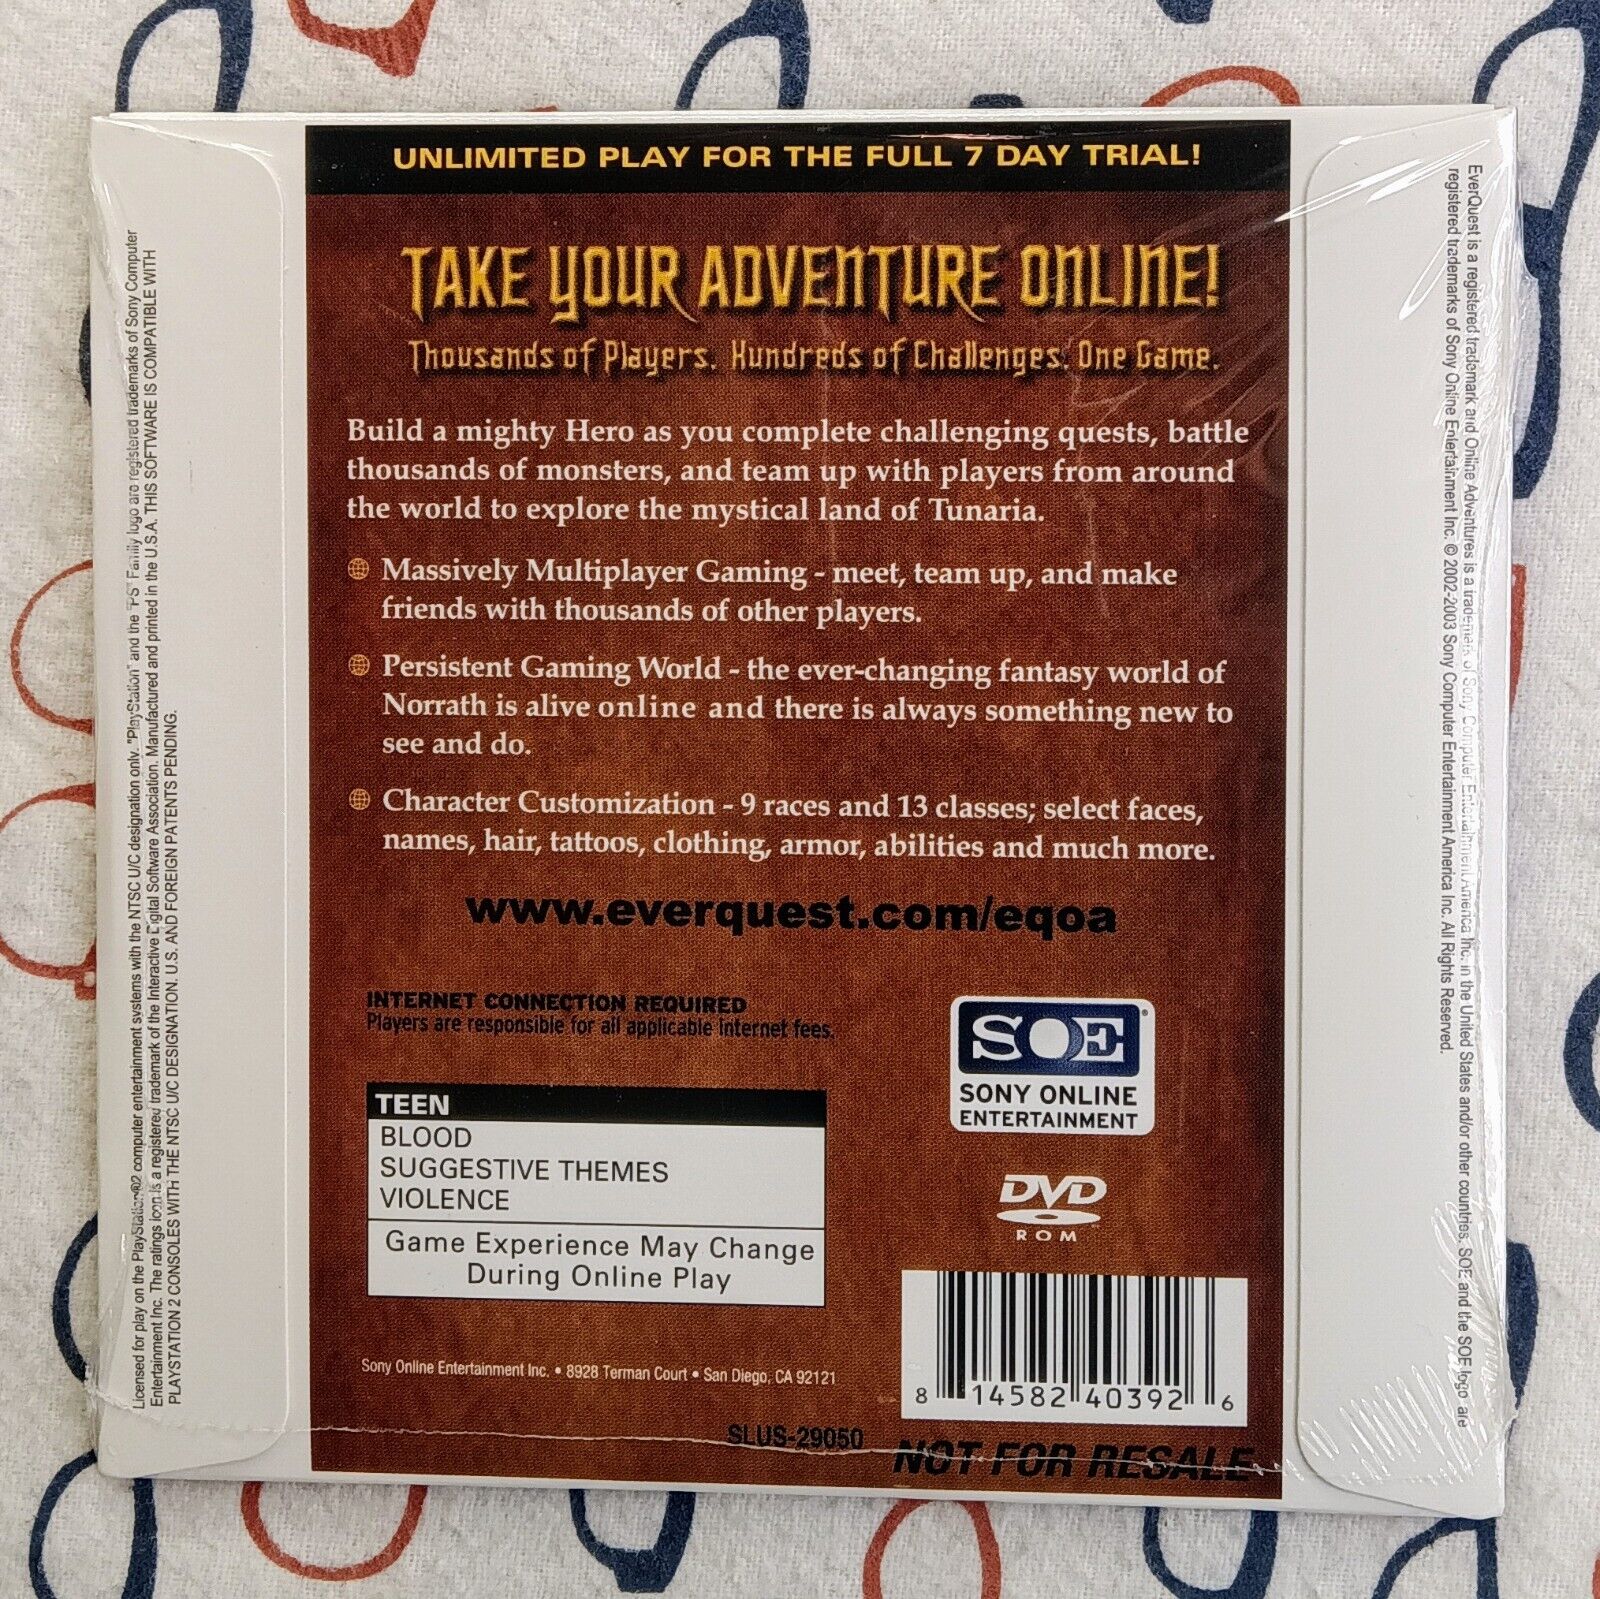 UNLIMITED PLAY FOR THE FULL 7 DAY TRIAL!
TAKE YOUR ADVENTURE ONLINE!
Thousands of Players. Hundreds of Challenges. One Game.
Build a mighty Hero as you complete challenging quests, battle
thousands of monsters, and team up with players from around
the world to explore the mystical land of Tunaria.
Massively Multiplayer Gaming - meet, team up, and make
friends with thousands of other players.
Persistent Gaming World - the ever-changing fantasy world of
Norrath is alive online and there is always something new to
see and do.
Character Customization - 9 races and 13 classes; select faces,
names, hair, tattoos, clothing, armor, abilities and much more.
www.everquest.com/eqoa
INTERNET CONNECTION REQUIRED
Players are responsible for all applicable Internet fees.
SOE®
SONY ONLINE
ENTERTAINMENT
TEEN
BLOOD
SUGGESTIVE THEMES
VIOLENCE
Game Experience May Change
During Online Play
DVD
ROM
Sony Online Entertainment Inc. • 8928 Terman Court • San Diego, CA 92121
8 14582 40392 6
SLUS-29050
NOT FOR RESALE
Licensed for play on the PlayStation®2 computer entertainment systems with the NTSC U/C designation only. "PlayStation" and the "PS" Family logo are registered trademarks of Sony Computer
Entertainment Inc. The ratings icon is a registered trademark of the Interactive Digital Software Association. Manufactured and printed in the U.S.A. THIS SOFTWARE IS COMPATIBLE WITH
PLAYSTATION 2 CONSOLES WITH THE NTSC U/C DESIGNATION. U.S. AND FOREIGN PATENTS PENDING.
EverQuest is a registered trademark and Online Adventures is a trademark of Sony Computer Entertainment America Inc. in the United States and/or other countries. SOE and the SOE logo are
registered trademarks of Sony Online Entertainment Inc. © 2002-2003 Sony Computer Entertainment America Inc. All Rights Reserved.